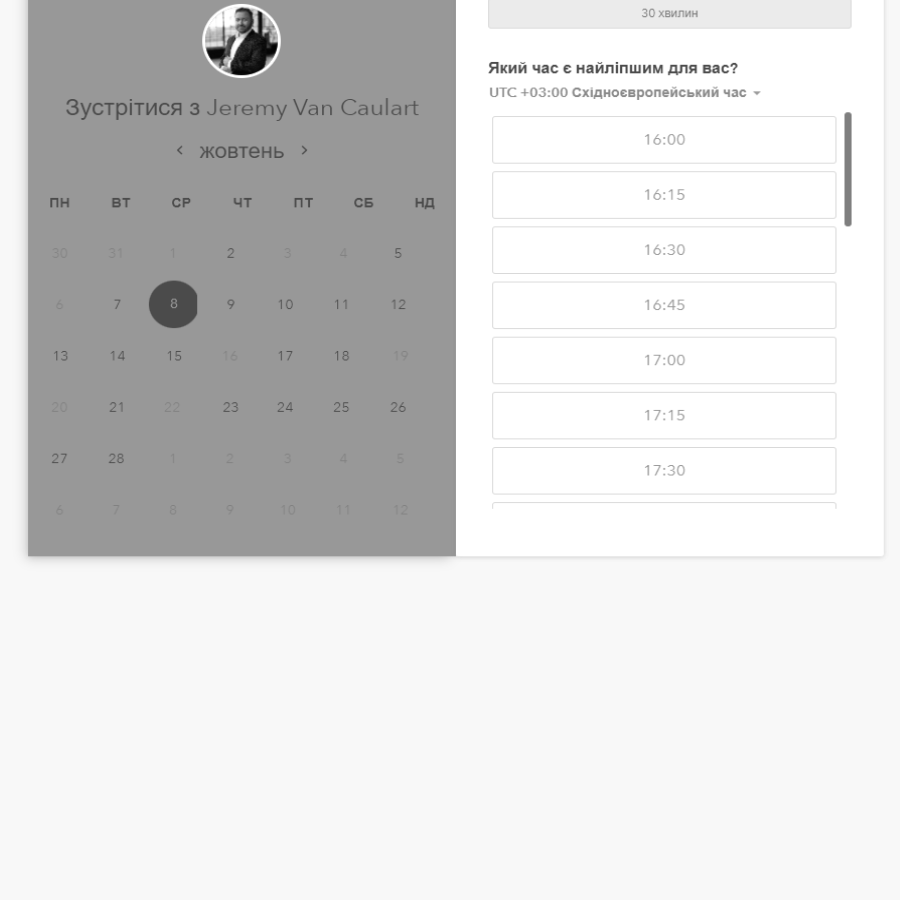 Зустрітися з Jeremy Van Caulart
жовтень
ПН ВТ СР ЧТ ПТ СБ НД
30 31 1 2 3 4 5
6 7 8 9 10 11 12
13 14 15 16 17 18 19
20 21 22 23 24 25 26
27 28 1 2 3 4 5
6 7 8 9 10 11 12
30 хвилин
Який час є найліпшим для вас?
UTC +03:00 Східноєвропейський час
16:00
16:15
16:30
16:45
17:00
17:15
17:30